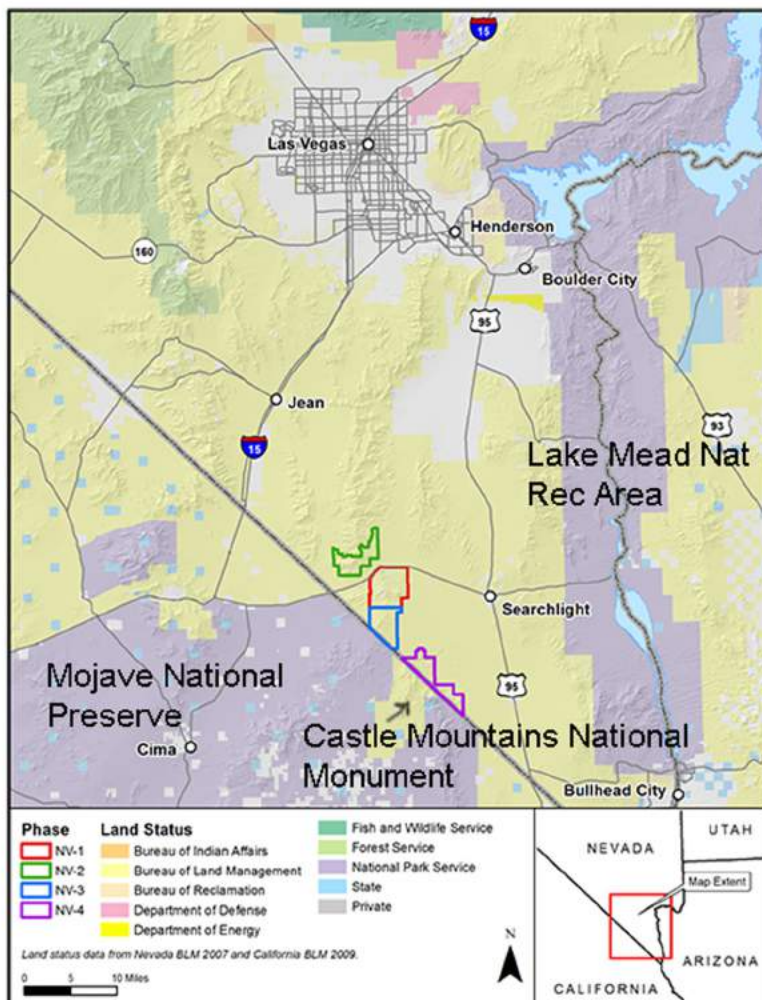 15
Las Vegas
Henderson
160
Boulder City
95
Jean
93
15
Lake Mead Nat
Rec Area
Searchlight
Mojave National
Preserve
95
Cima
Castle Mountains National
Monument
Bullhead City
Phase
NV-1
NV-2
NV-3
NV-4
Land Status
Bureau of Indian Affairs
Bureau of Land Management
Bureau of Reclamation
Department of Defense
Department of Energy
Fish and Wildlife Service
Forest Service
National Park Service
State
Private
Land status data from Nevada BLM 2007 and California BLM 2009.
0 5 10 Miles
N
NEVADA
UTAH
Map Extent
ARIZONA
CALIFORNIA